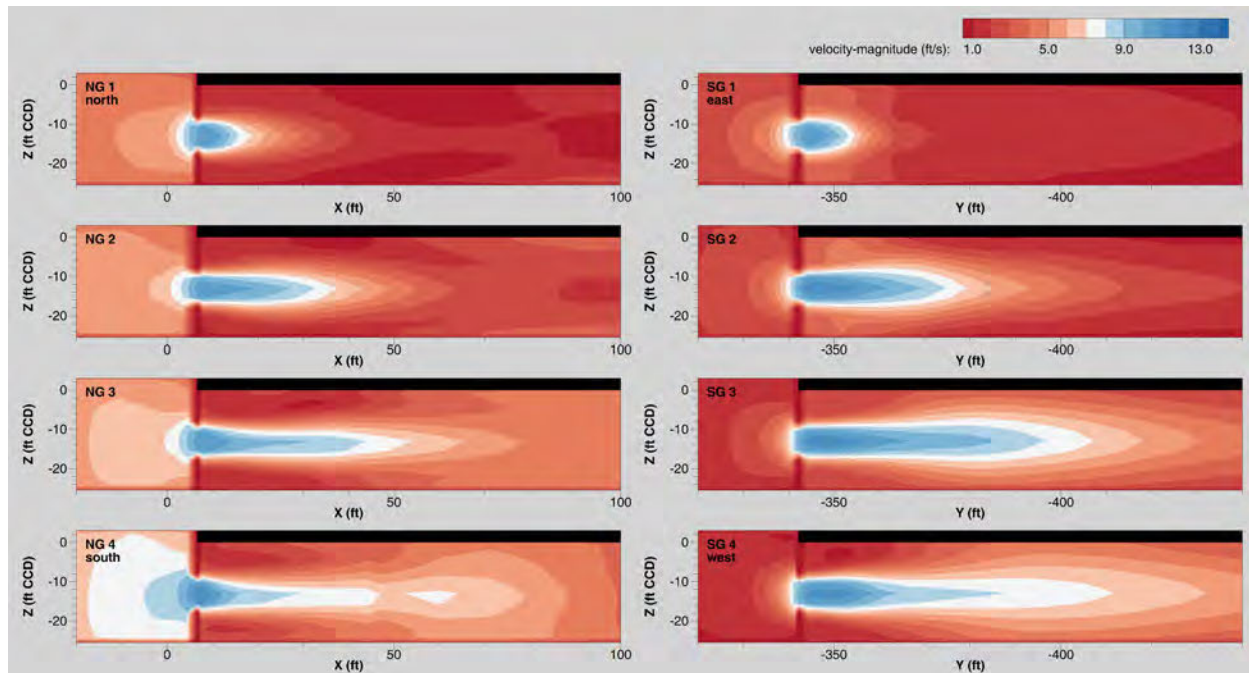 velocity-magnitude (ft/s): 1.0 5.0 9.0 13.0
NG 1
north
Z (ft CCD)
0
-10
-20
0 50 100
X (ft)
SG 1
east
Z (ft CCD)
0
-10
-20
-350 -400
Y (ft)
NG 2
Z (ft CCD)
0
-10
-20
0 50 100
X (ft)
SG 2
Z (ft CCD)
0
-10
-20
-350 -400
Y (ft)
NG 3
Z (ft CCD)
0
-10
-20
0 50 100
X (ft)
SG 3
Z (ft CCD)
0
-10
-20
-350 -400
Y (ft)
NG 4
south
Z (ft CCD)
0
-10
-20
0 50 100
X (ft)
SG 4
west
Z (ft CCD)
0
-10
-20
-350 -400
Y (ft)